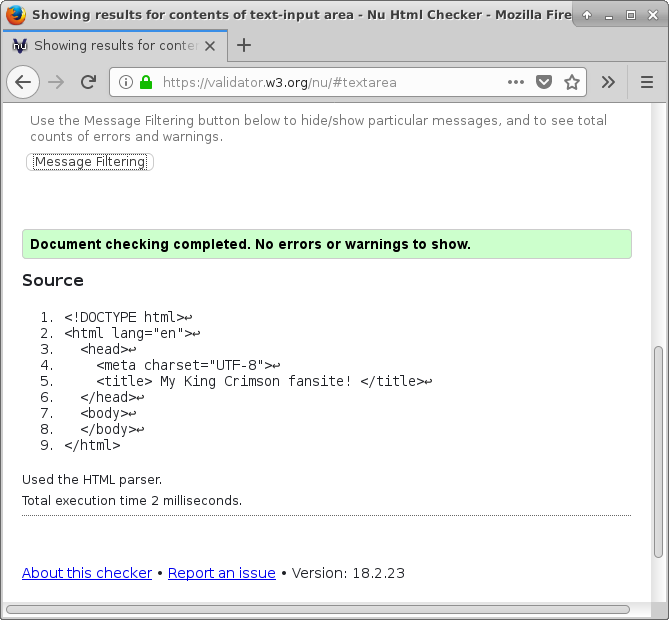 Showing results for contents of text-input area - Nu Html Checker - Mozilla Fire
nu Showing results for conten
https://validator.w3.org/nu/#textarea
Use the Message Filtering button below to hide/show particular messages, and to see total
counts of errors and warnings.
Message Filtering
Document checking completed. No errors or warnings to show.
Source
1. <!DOCTYPE html>↩
2. <html lang="en">↩
3. <head>↩
4. <meta charset="UTF-8">↩
5. <title> My King Crimson fansite! </title>↩
6. </head>↩
7. <body>↩
8. </body>↩
9. </html>
Used the HTML parser.
Total execution time 2 milliseconds.
About this checker • Report an issue • Version: 18.2.23